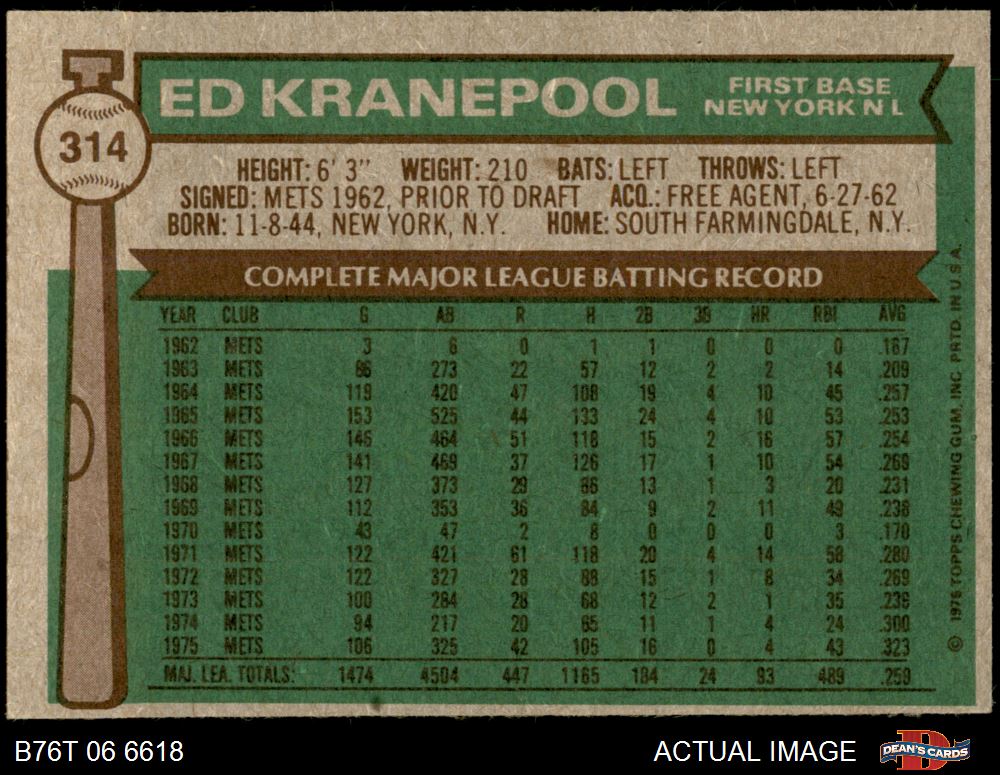 314
ED KRANEPOOL
FIRST BASE
NEW YORK N L
HEIGHT: 6' 3" WEIGHT: 210 BATS: LEFT THROWS: LEFT
SIGNED: METS 1962, PRIOR TO DRAFT ACQ.: FREE AGENT, 6-27-62
BORN: 11-8-44, NEW YORK, N.Y. HOME: SOUTH FARMINGDALE, N.Y.
COMPLETE MAJOR LEAGUE BATTING RECORD
YEAR CLUB G AB R H 2B 3B HR RBI AVG
1962 METS 3 6 0 1 1 0 0 0 .167
1963 METS 86 273 22 57 12 2 2 14 .209
1964 METS 119 420 47 108 19 4 10 45 .257
1965 METS 153 525 44 133 24 4 10 53 .253
1966 METS 146 464 51 118 15 2 16 57 .254
1967 METS 141 469 37 126 17 1 10 54 .269
1968 METS 127 373 29 86 13 1 3 20 .231
1969 METS 112 353 36 84 9 2 11 49 .238
1970 METS 43 47 2 8 0 0 0 3 .170
1971 METS 122 421 61 118 20 4 14 58 .280
1972 METS 122 327 28 88 15 1 8 34 .269
1973 METS 100 284 28 68 12 2 1 35 .239
1974 METS 94 217 20 65 11 1 4 24 .300
1975 METS 106 325 42 105 16 0 4 43 .323
MAJ. LEA. TOTALS: 1474 4504 447 1165 184 24 93 489 .259
© 1976 TOPPS CHEWING GUM, INC. PRTD. IN U.S.A.
B76T 06 6618
ACTUAL IMAGE
DEAN'S CARDS